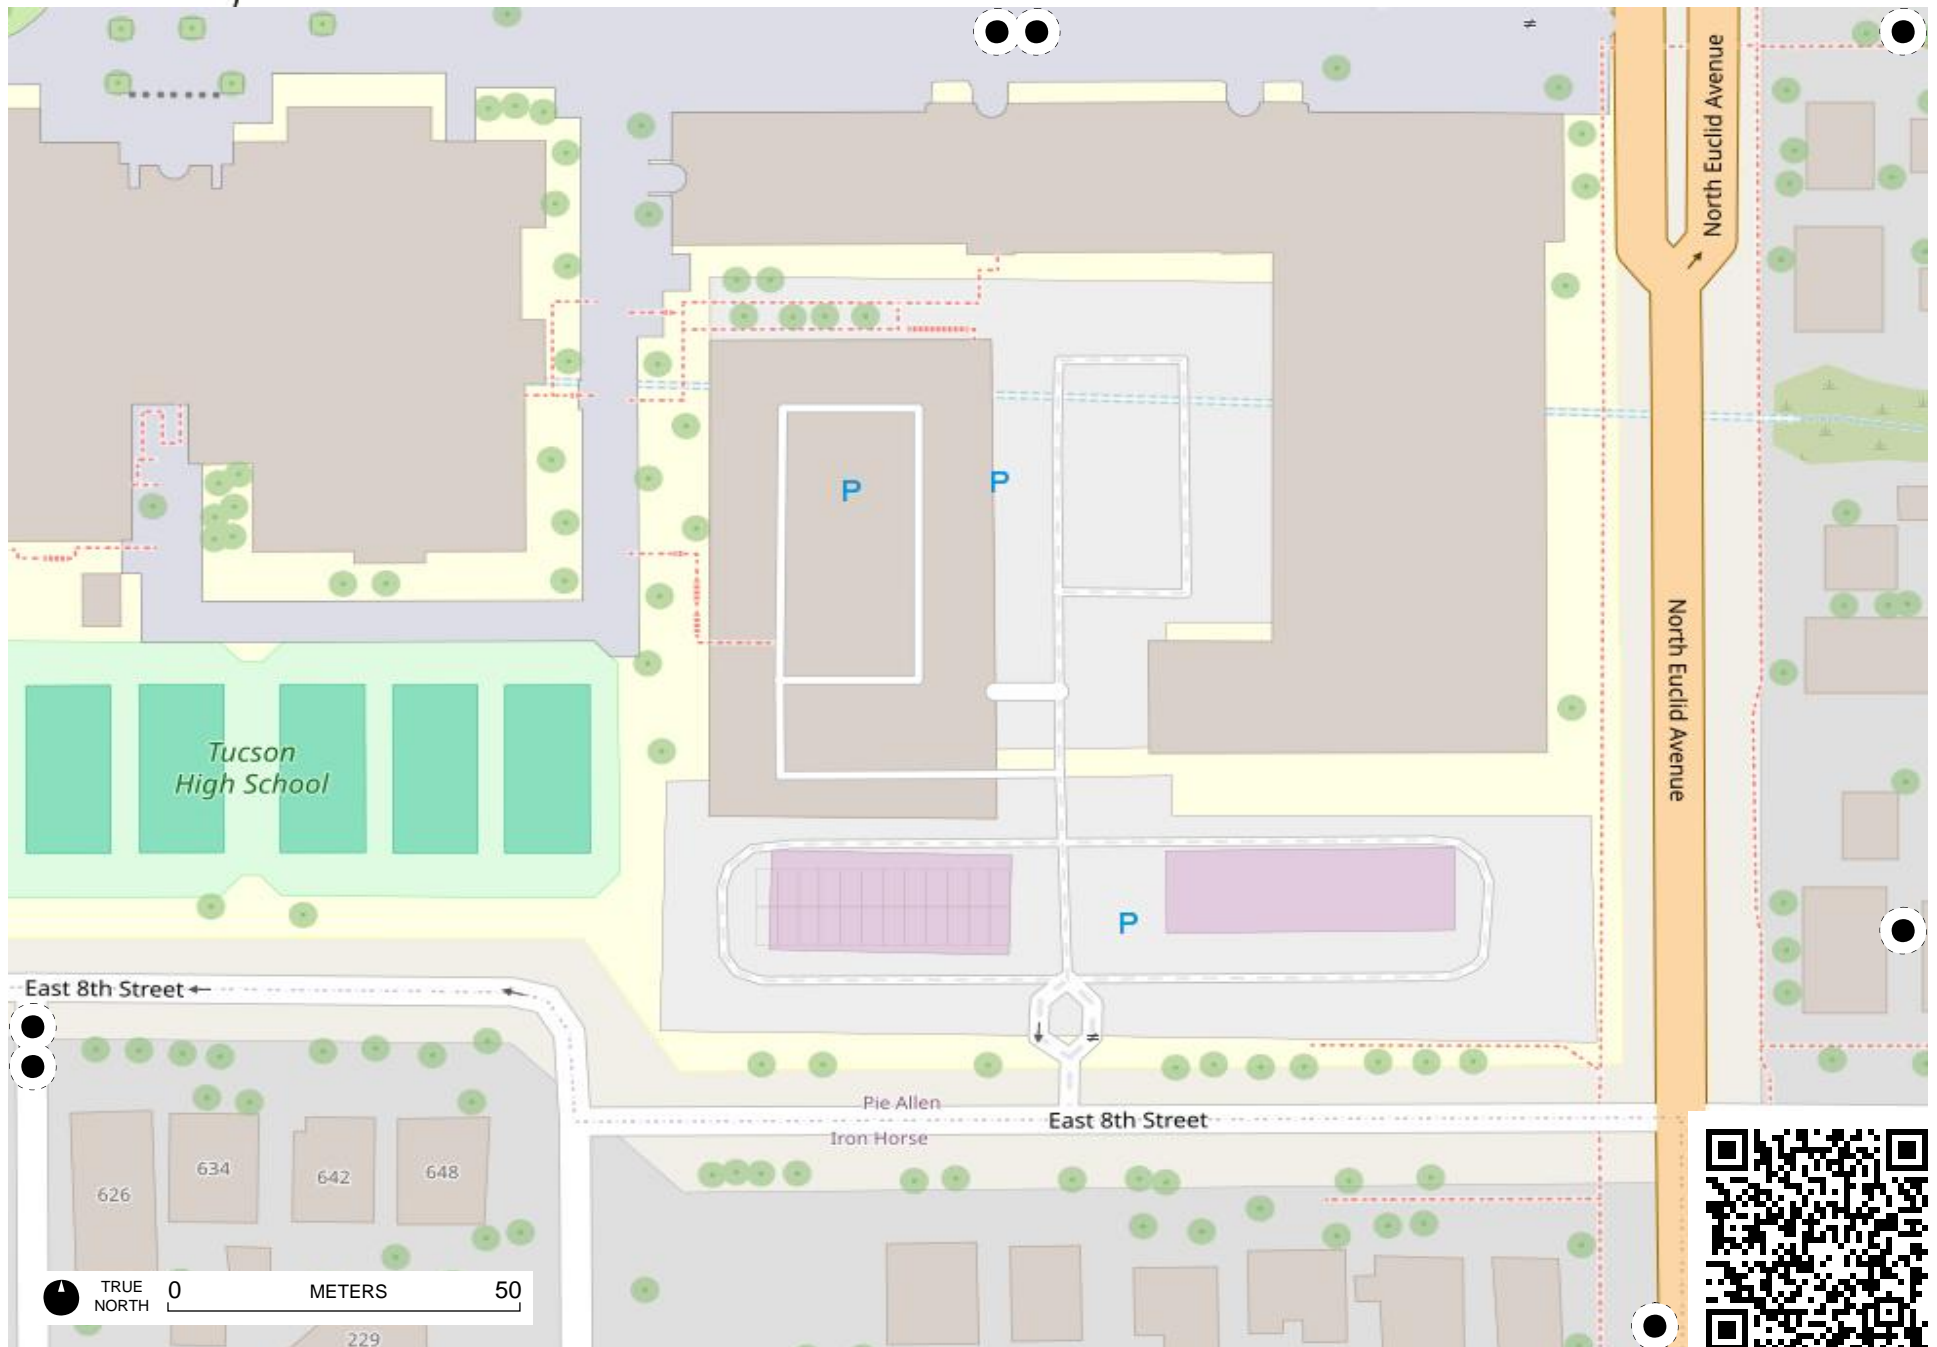 North Euclid Avenue
P
P
North Euclid Avenue
Tucson
High School
P
East 8th Street
Pie Allen
East 8th Street
Iron Horse
634
642
648
626
TRUE
NORTH
0
METERS
50
229